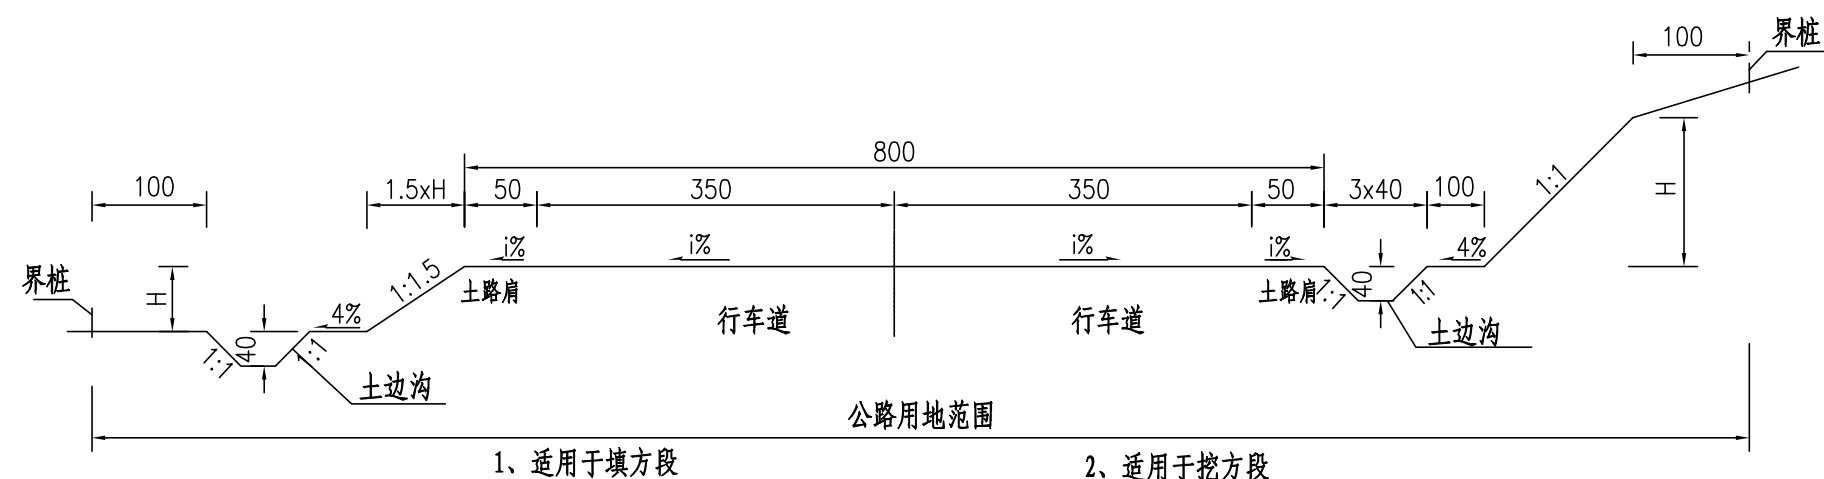 界桩
100
800
100
1.5xH
50
350
350
50
3x40
100
1:1
H
i%
i%
i%
i%
4%
界桩
H
1:1.5
土路肩
土路肩
1:1
40
1:1
4%
行车道
行车道
1:1
40
1:1
土边沟
土边沟
公路用地范围
1、适用于填方段
2、适用于挖方段